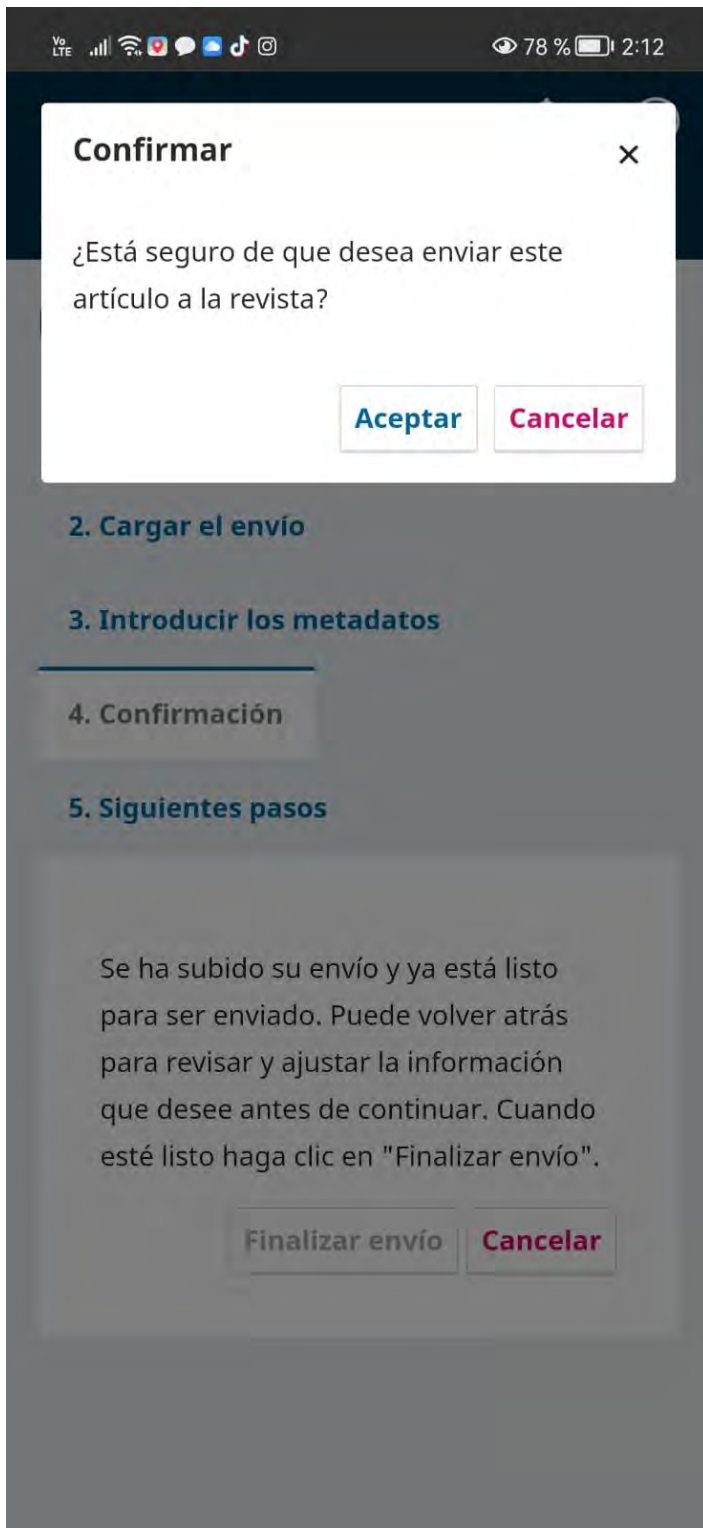 Vo LTE 78 % 2:12
Confirmar ×
¿Está seguro de que desea enviar este
artículo a la revista?
Aceptar Cancelar
2. Cargar el envío
3. Introducir los metadatos
4. Confirmación
5. Siguientes pasos
Se ha subido su envío y ya está listo
para ser enviado. Puede volver atrás
para revisar y ajustar la información
que desee antes de continuar. Cuando
esté listo haga clic en "Finalizar envío".
Finalizar envío Cancelar